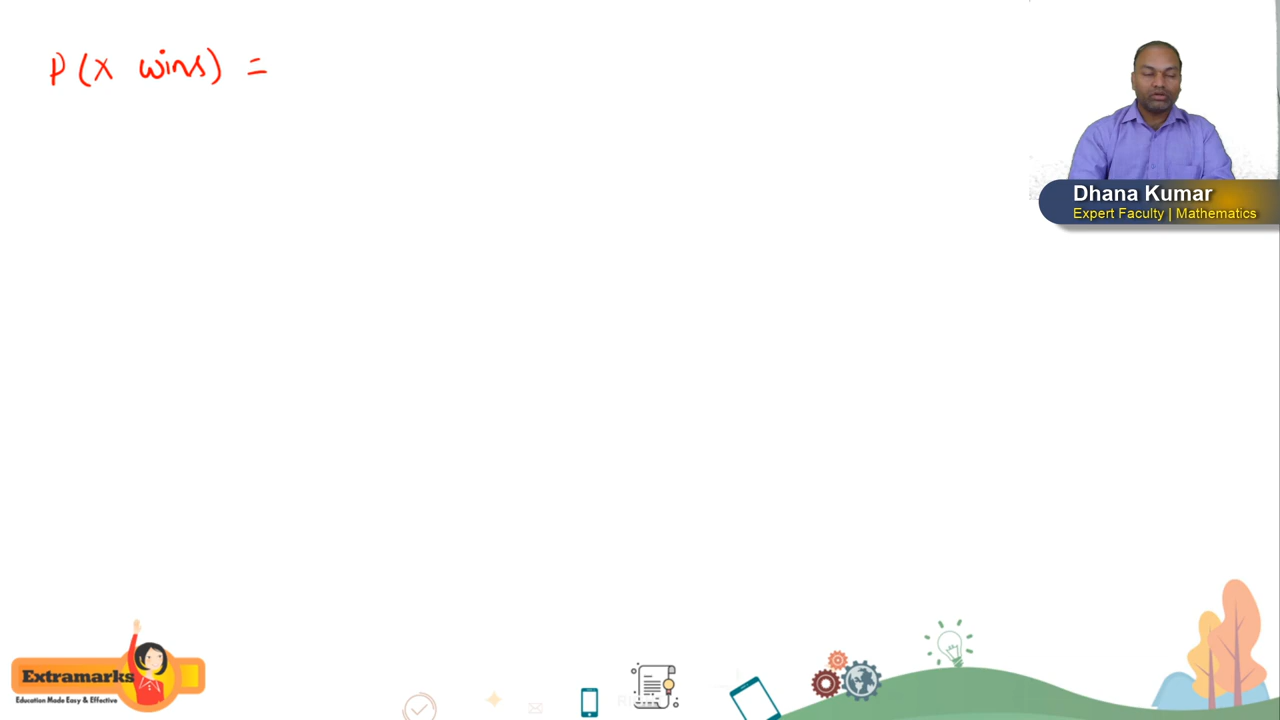 P(X wins) =
Dhana Kumar
Expert Faculty | Mathematics
Extramarks
Education Made Easy & Effective